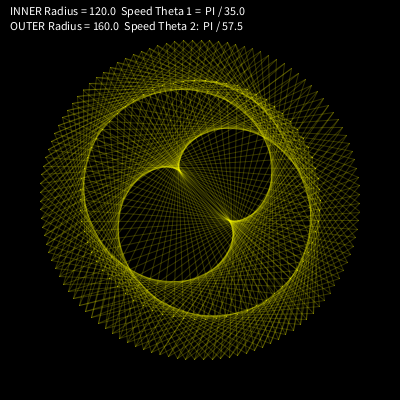 INNER Radius = 120.0  Speed Theta 1 = PI / 35.0
OUTER Radius = 160.0  Speed Theta 2: PI / 57.5